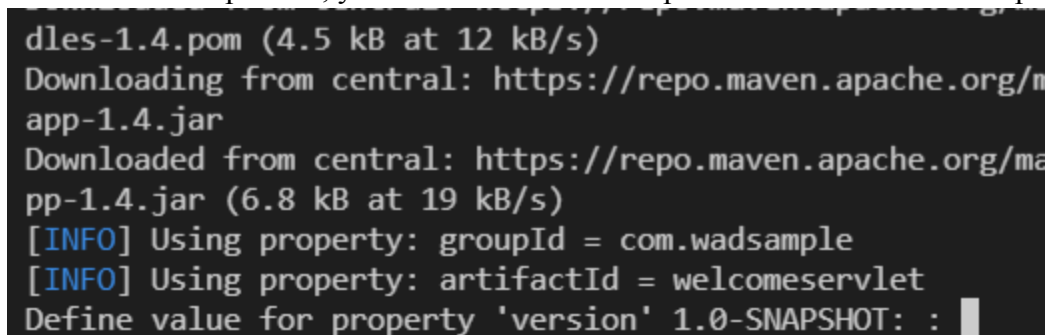 dles-1.4.pom (4.5 kB at 12 kB/s)
Downloading from central: https://repo.maven.apache.org/m
app-1.4.jar
Downloaded from central: https://repo.maven.apache.org/ma
pp-1.4.jar (6.8 kB at 19 kB/s)
[INFO] Using property: groupId = com.wadsample
[INFO] Using property: artifactId = welcomeservlet
Define value for property 'version' 1.0-SNAPSHOT: :